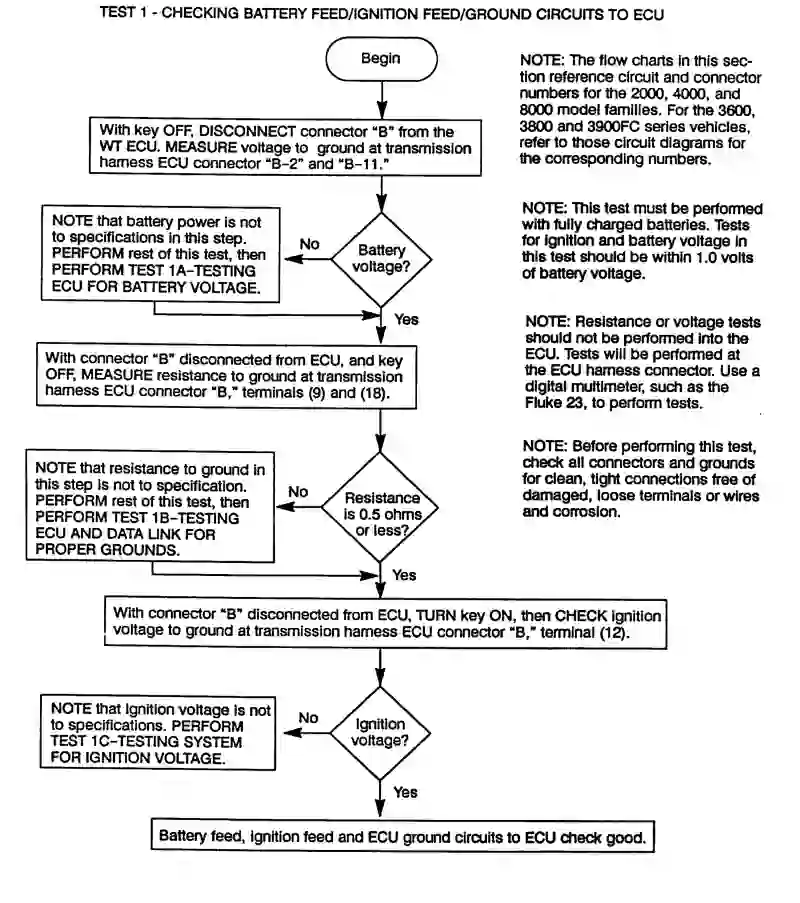 TEST 1 - CHECKING BATTERY FEED/IGNITION FEED/GROUND CIRCUITS TO ECU
Begin
With key OFF, DISCONNECT connector "B" from the
WT ECU. MEASURE voltage to ground at transmission
harness ECU connector "B-2" and "B-11."
NOTE that battery power is not
to specifications in this step.
PERFORM rest of this test, then
PERFORM TEST 1A-TESTING
ECU FOR BATTERY VOLTAGE.
No
Battery
voltage?
Yes
With connector "B" disconnected from ECU, and key
OFF, MEASURE resistance to ground at transmission
harness ECU connector "B," terminals (9) and (18).
NOTE that resistance to ground in
this step is not to specification.
PERFORM rest of this test, then
PERFORM TEST 1B-TESTING
ECU AND DATA LINK FOR
PROPER GROUNDS.
No
Resistance
is 0.5 ohms
or less?
Yes
With connector "B" disconnected from ECU, TURN key ON, then CHECK ignition
voltage to ground at transmission harness ECU connector "B," terminal (12).
NOTE that Ignition voltage is not
to specifications. PERFORM
TEST 1C-TESTING SYSTEM
FOR IGNITION VOLTAGE.
No
Ignition
voltage?
Yes
Battery feed, ignition feed and ECU ground circuits to ECU check good.
NOTE: The flow charts in this sec-
tion reference circuit and connector
numbers for the 2000, 4000, and
8000 model families. For the 3600,
3800 and 3900FC series vehicles,
refer to those circuit diagrams for
the corresponding numbers.
NOTE: This test must be performed
with fully charged batteries. Tests
for ignition and battery voltage in
this test should be within 1.0 volts
of battery voltage.
NOTE: Resistance or voltage tests
should not be performed into the
ECU. Tests will be performed at
the ECU harness connector. Use a
digital multimeter, such as the
Fluke 23, to perform tests.
NOTE: Before performing this test,
check all connectors and grounds
for clean, tight connections free of
damaged, loose terminals or wires
and corrosion.